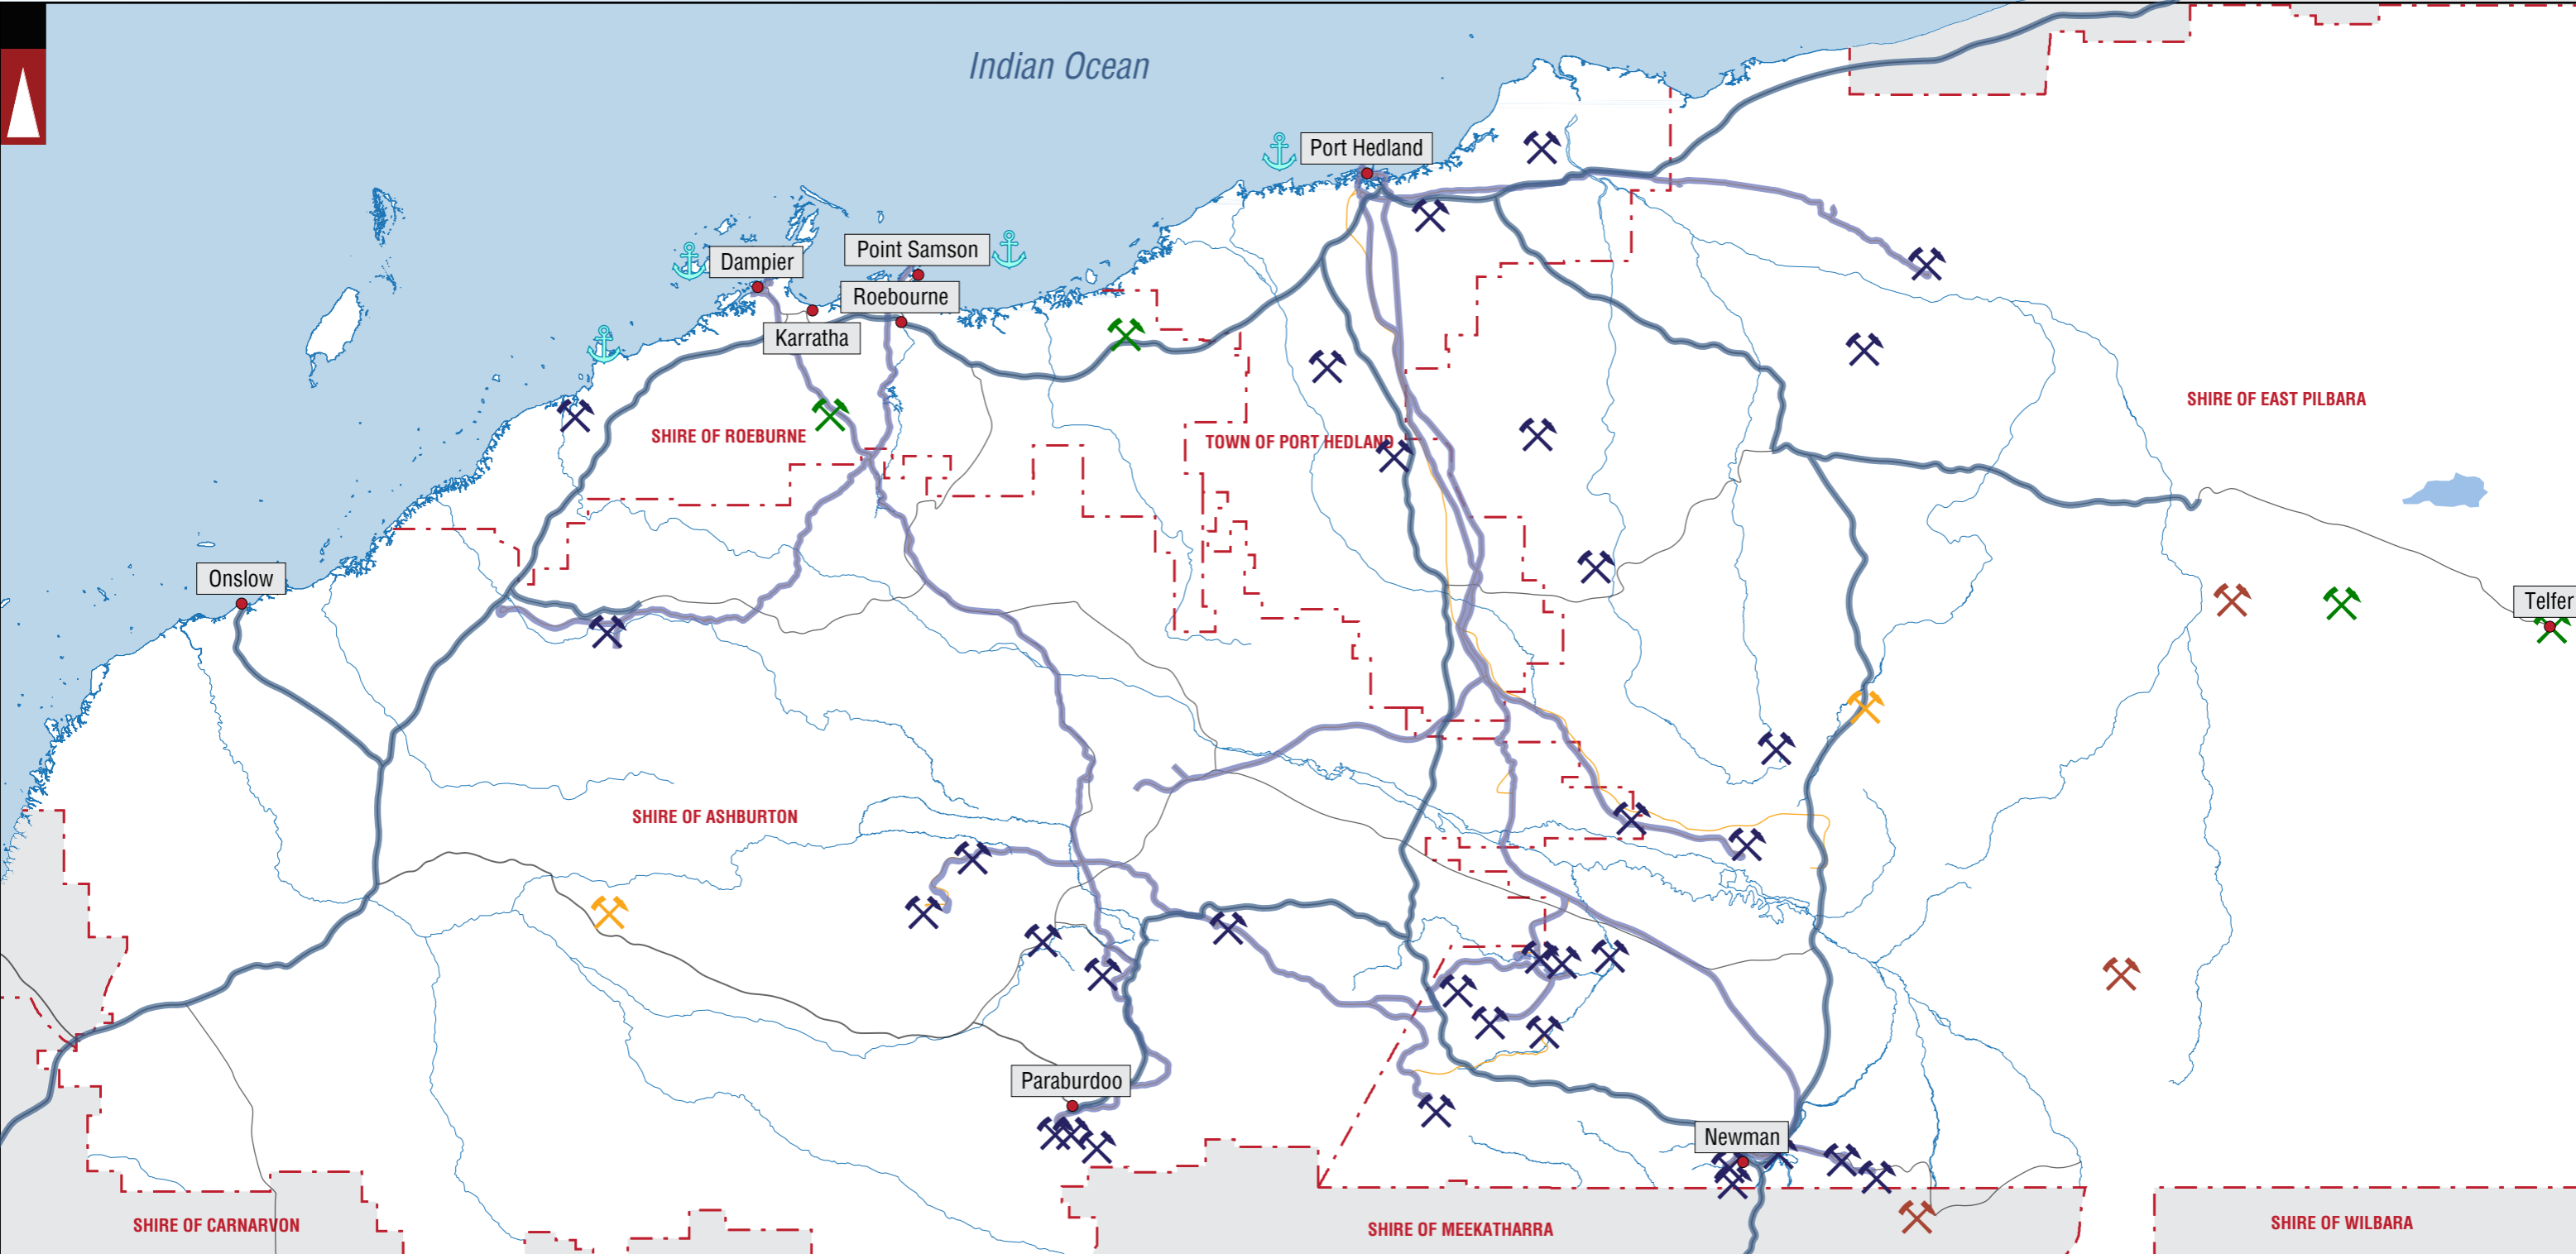 Indian Ocean
Port Hedland
Point Samson
Dampier
Roebourne
Karratha
SHIRE OF EAST PILBARA
SHIRE OF ROEBURNE
TOWN OF PORT HEDLAND
Onslow
Telfer
SHIRE OF ASHBURTON
Paraburdoo
Newman
SHIRE OF CARNARVON
SHIRE OF MEEKATHARRA
SHIRE OF WILBARA